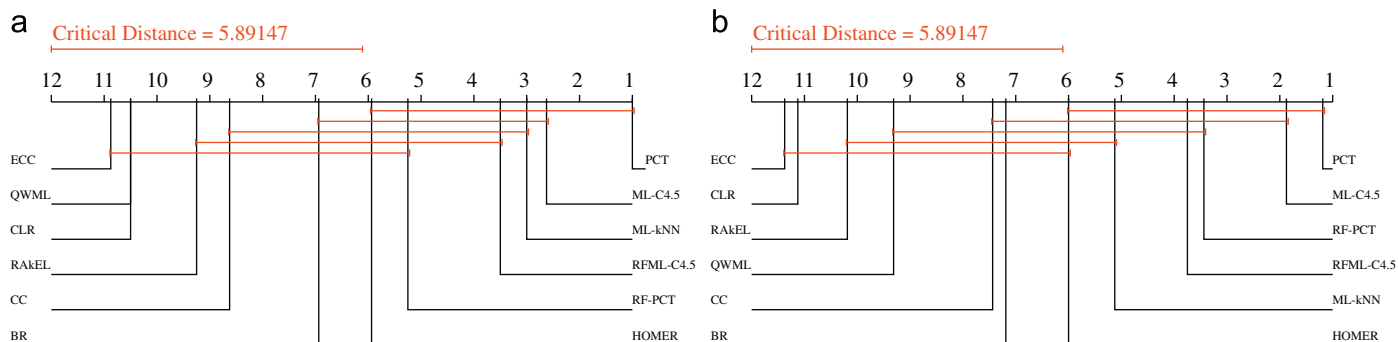 a
Critical Distance = 5.89147
12 11 10 9 8 7 6 5 4 3 2 1
ECC
QWML
CLR
RAkEL
CC
BR
PCT
ML-C4.5
ML-kNN
RFML-C4.5
RF-PCT
HOMER
b
Critical Distance = 5.89147
12 11 10 9 8 7 6 5 4 3 2 1
ECC
CLR
RAkEL
QWML
CC
BR
PCT
ML-C4.5
RF-PCT
RFML-C4.5
ML-kNN
HOMER